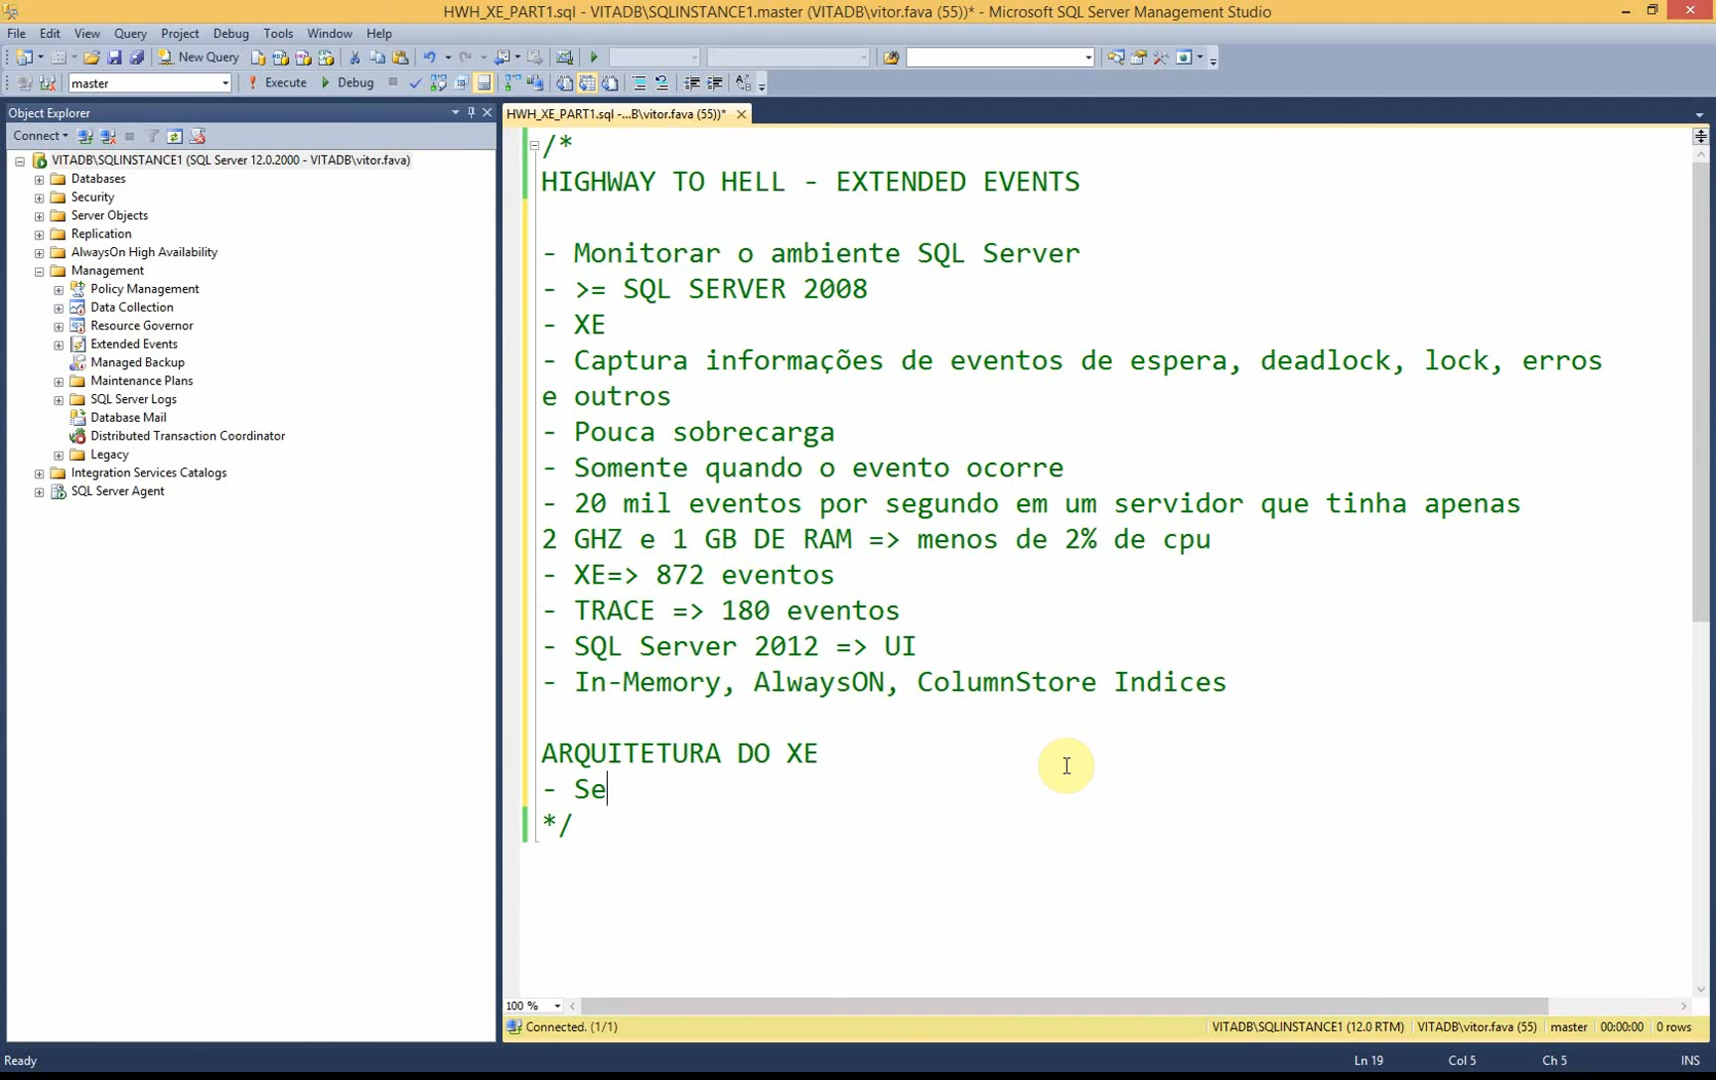 HWH_XE_PART1.sql - VITADB\SQLINSTANCE1.master (VITADB\vitor.fava (55))* - Microsoft SQL Server Management Studio
File Edit View Query Project Debug Tools Window Help
New Query
master Execute Debug
Object Explorer
Connect
VITADB\SQLINSTANCE1 (SQL Server 12.0.2000 - VITADB\vitor.fava)
Databases
Security
Server Objects
Replication
AlwaysOn High Availability
Management
Policy Management
Data Collection
Resource Governor
Extended Events
Managed Backup
Maintenance Plans
SQL Server Logs
Database Mail
Distributed Transaction Coordinator
Legacy
Integration Services Catalogs
SQL Server Agent
HWH_XE_PART1.sql -...B\vitor.fava (55))*
/*
HIGHWAY TO HELL - EXTENDED EVENTS
- Monitorar o ambiente SQL Server
- >= SQL SERVER 2008
- XE
- Captura informações de eventos de espera, deadlock, lock, erros
e outros
- Pouca sobrecarga
- Somente quando o evento ocorre
- 20 mil eventos por segundo em um servidor que tinha apenas
2 GHZ e 1 GB DE RAM => menos de 2% de cpu
- XE=> 872 eventos
- TRACE => 180 eventos
- SQL Server 2012 => UI
- In-Memory, AlwaysON, ColumnStore Indices
ARQUITETURA DO XE
- Se
*/
100 %
Connected. (1/1) VITADB\SQLINSTANCE1 (12.0 RTM) VITADB\vitor.fava (55) master 00:00:00 0 rows
Ready Ln 19 Col 5 Ch 5 INS